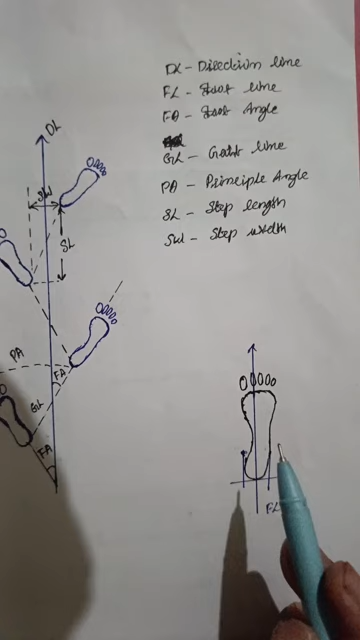 DL - Direction line
FL - Foot line
FA - Foot Angle
GL - Gait line
PA - Principle Angle
SL - Step length
SW - Step width
DL
SW
SL
PA
FA
GL
FA
FL